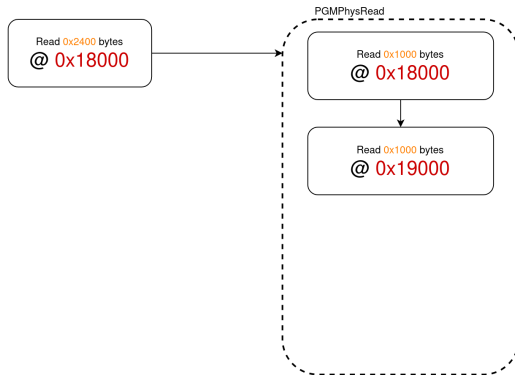 PGMPhysRead
Read 0x2400 bytes
@ 0x18000
Read 0x1000 bytes
@ 0x18000
Read 0x1000 bytes
@ 0x19000